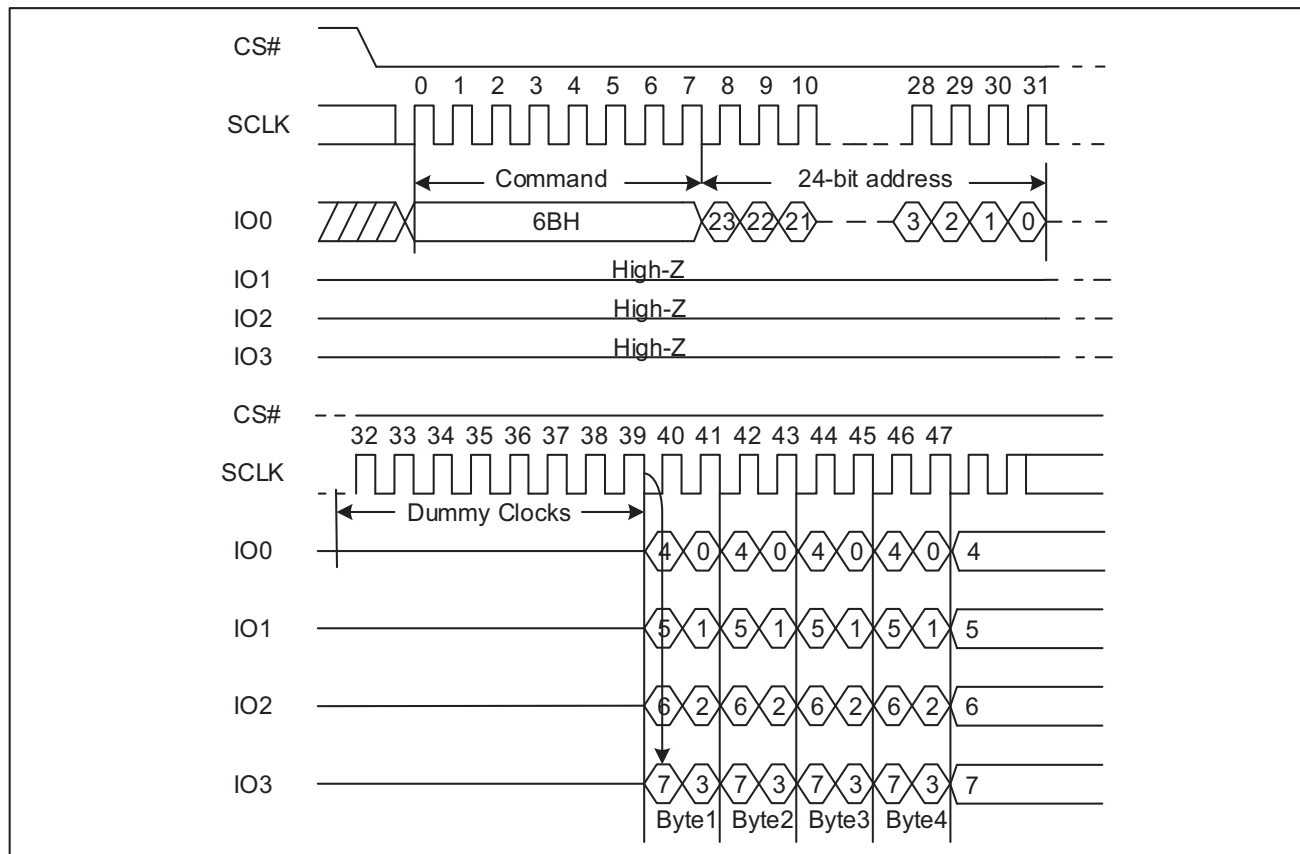 CS#
0 1 2 3 4 5 6 7 8 9 10 28 29 30 31
SCLK
Command 24-bit address
IO0 6BH 23 22 21 3 2 1 0
IO1 High-Z
IO2 High-Z
IO3 High-Z
CS#
32 33 34 35 36 37 38 39 40 41 42 43 44 45 46 47
SCLK
Dummy Clocks
IO0 4 0 4 0 4 0 4 0 4
IO1 5 1 5 1 5 1 5 1 5
IO2 6 2 6 2 6 2 6 2 6
IO3 7 3 7 3 7 3 7 3 7
Byte1 Byte2 Byte3 Byte4